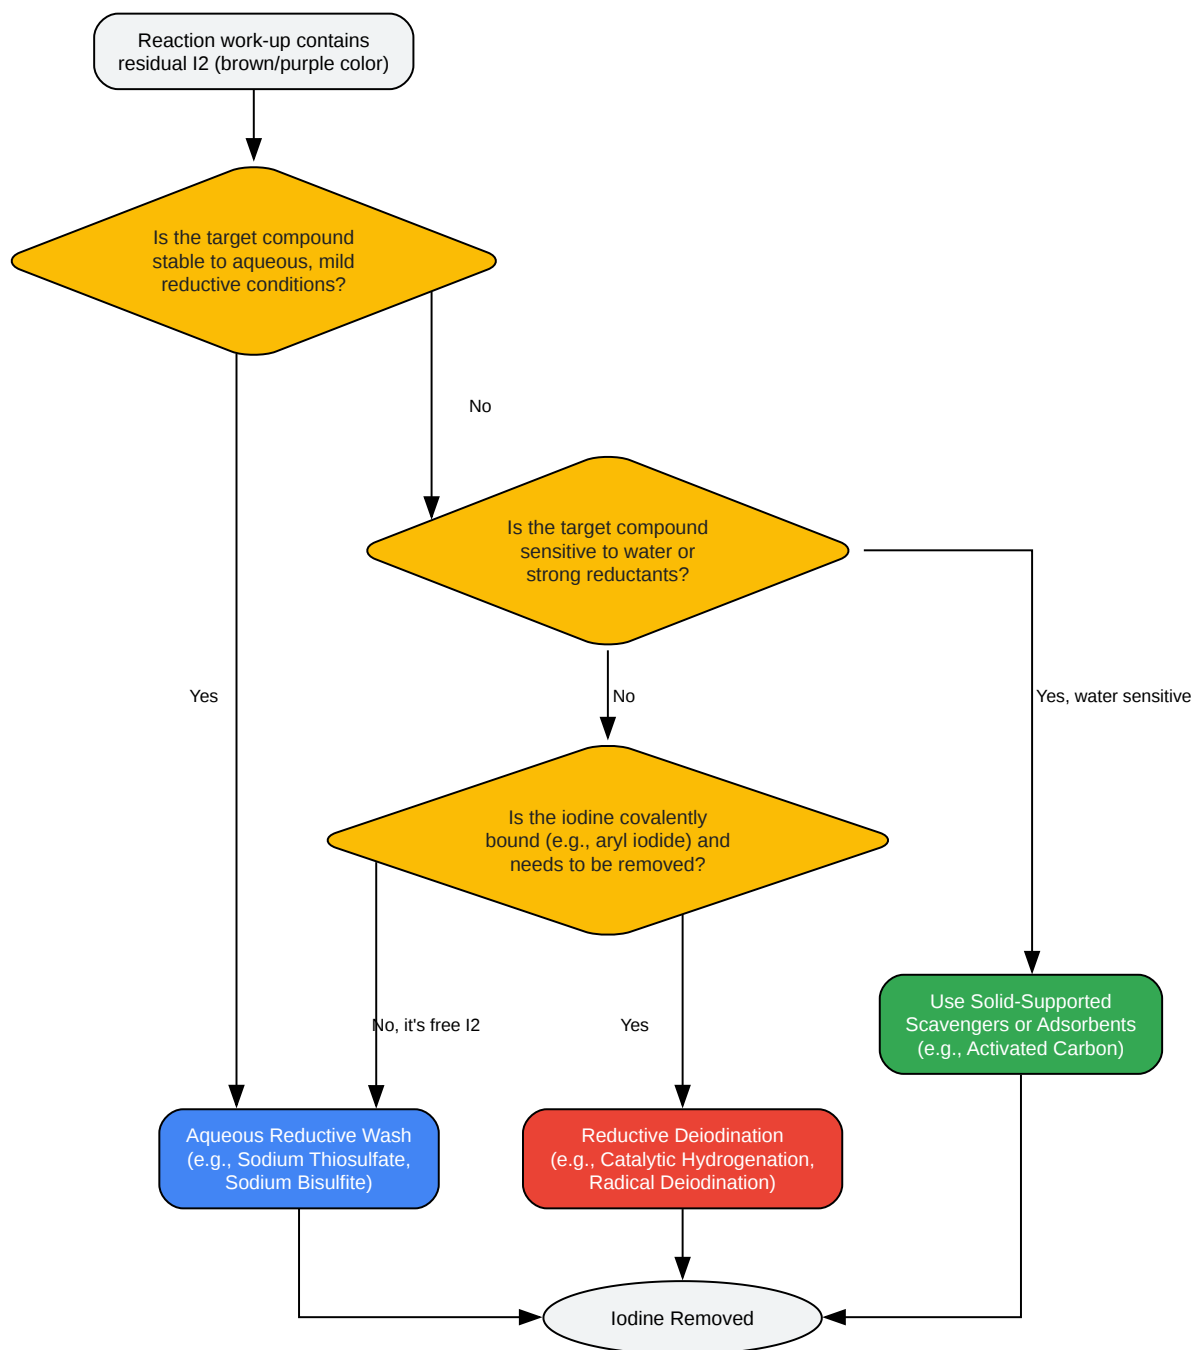 Reaction work-up contains
residual I2 (brown/purple color)
Is the target compound
stable to aqueous, mild
reductive conditions?
No
Is the target compound
sensitive to water or
strong reductants?
Yes
No
Yes, water sensitive
Is the iodine covalently
bound (e.g., aryl iodide) and
needs to be removed?
No, it's free I2
Yes
Use Solid-Supported
Scavengers or Adsorbents
(e.g., Activated Carbon)
Aqueous Reductive Wash
(e.g., Sodium Thiosulfate,
Sodium Bisulfite)
Reductive Deiodination
(e.g., Catalytic Hydrogenation,
Radical Deiodination)
Iodine Removed